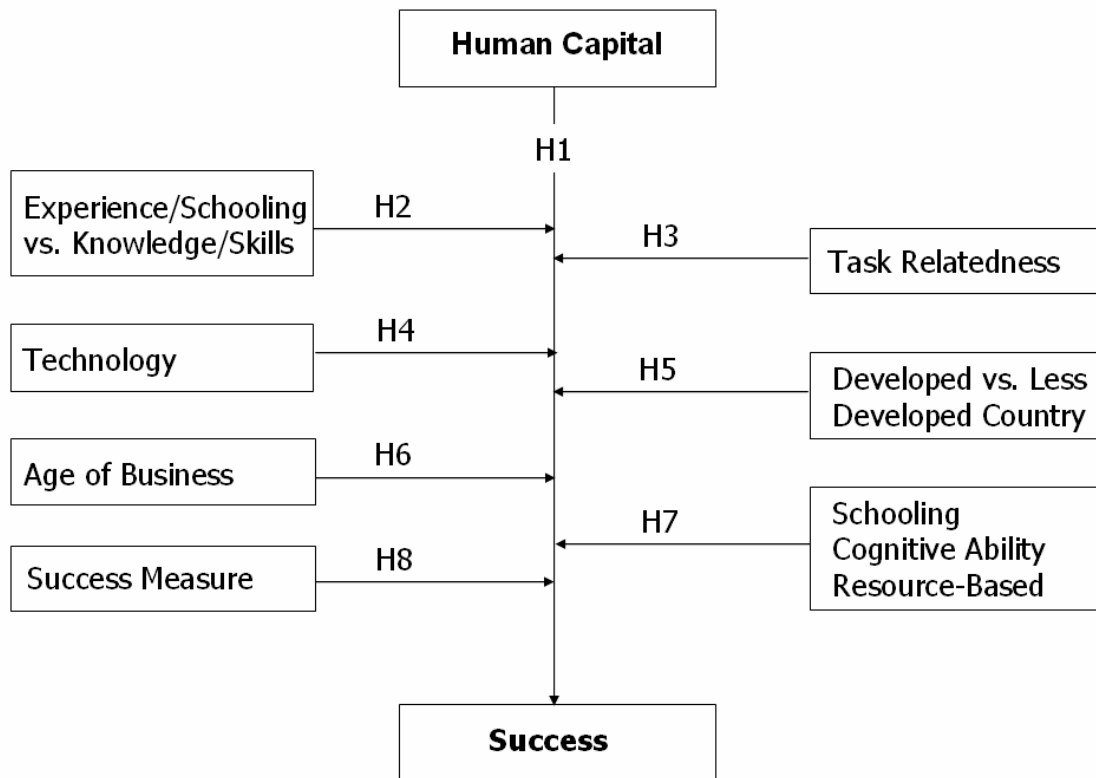 Human Capital
H1
Experience/Schooling
vs. Knowledge/Skills
H2
H3
Task Relatedness
Technology
H4
H5
Developed vs. Less
Developed Country
Age of Business
H6
H7
Schooling
Cognitive Ability
Resource-Based
Success Measure
H8
Success